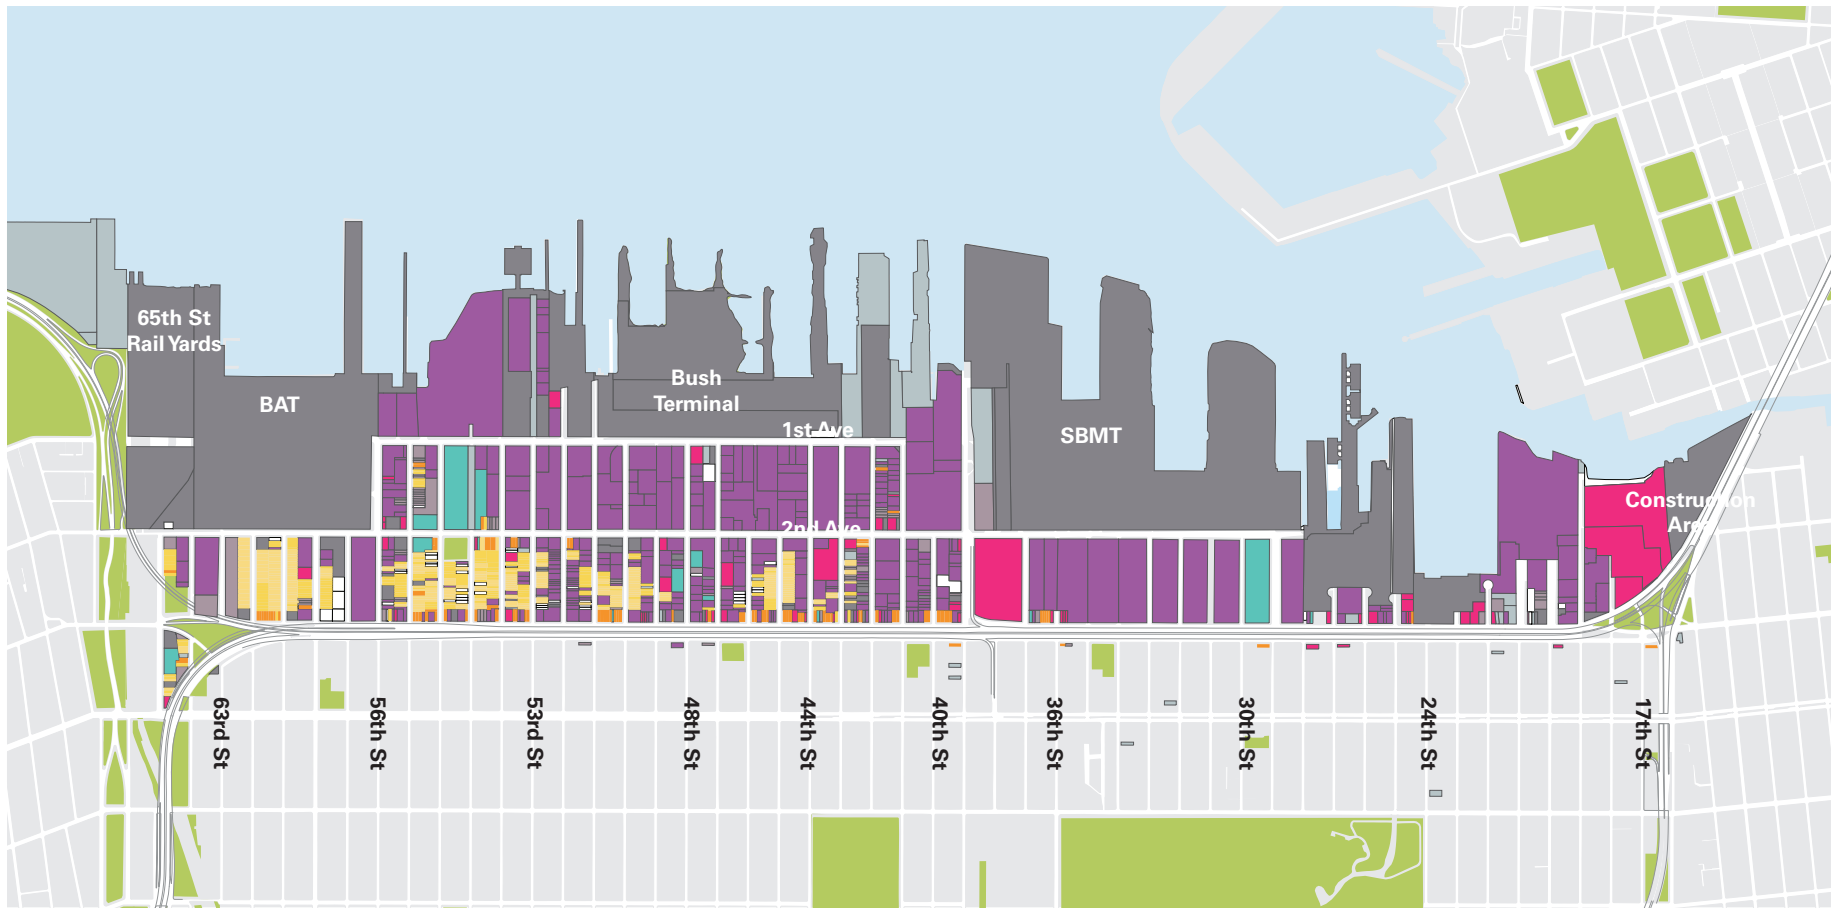 65th St
Rail Yards
BAT
Bush
Terminal
1st Ave
SBMT
2nd Ave
Construction
Area
63rd St
56th St
53rd St
48th St
44th St
40th St
36th St
30th St
24th St
17th St